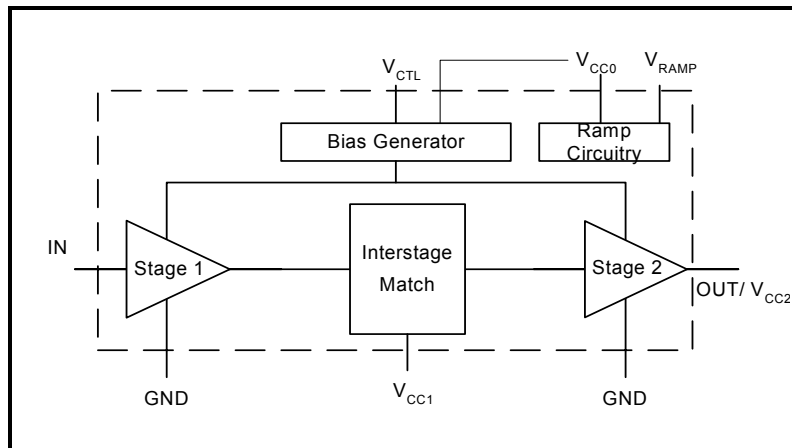 V_CTL
V_CC0
V_RAMP
Bias Generator
Ramp
Circuitry
IN
Stage 1
Interstage
Match
Stage 2
OUT/ V_CC2
GND
V_CC1
GND